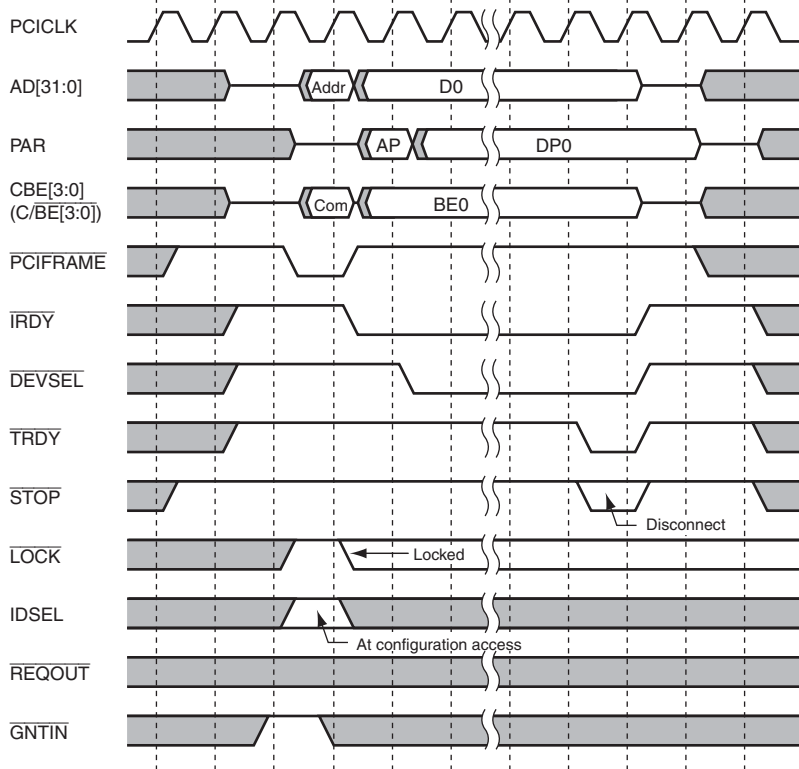 PCICLK
AD[31:0]
Addr
D0
PAR
AP
DP0
CBE[3:0]
(C/BE[3:0])
Com
BE0
PCIFRAME
IRDY
DEVSEL
TRDY
STOP
Disconnect
LOCK
Locked
IDSEL
At configuration access
REQOUT
GNTIN